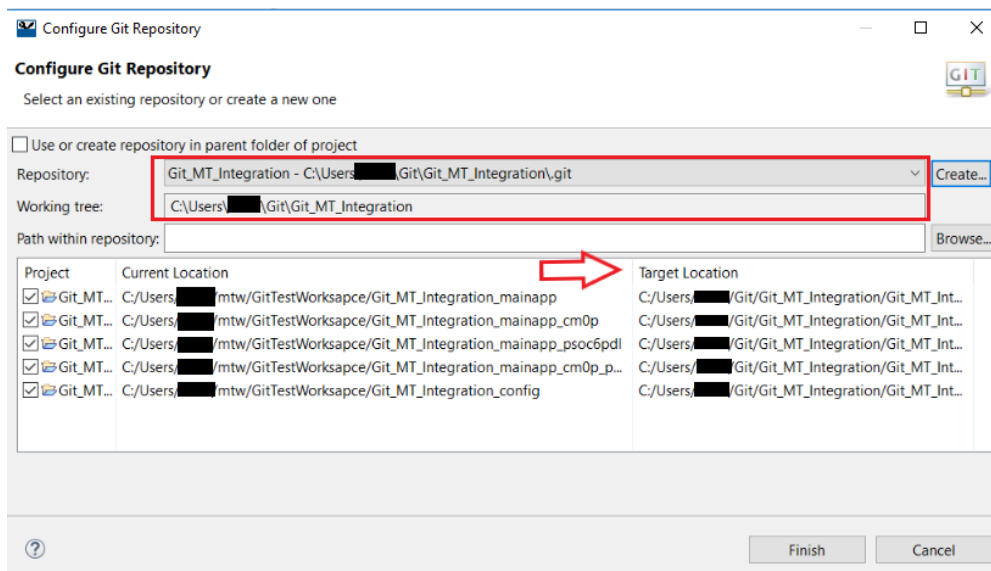 Configure Git Repository
Configure Git Repository
GIT
Select an existing repository or create a new one
Use or create repository in parent folder of project
Repository: Git_MT_Integration - C:\Users \Git\Git_MT_Integration\.git Create...
Working tree: C:\Users\ \Git\Git_MT_Integration
Path within repository: Browse...
Project Current Location Target Location
Git_MT... C:/Users/ /mtw/GitTestWorksapce/Git_MT_Integration_mainapp C:/Users/ /Git/Git_MT_Integration/Git_MT_Int...
Git_MT... C:/Users/ /mtw/GitTestWorksapce/Git_MT_Integration_mainapp_cm0p C:/Users/ /Git/Git_MT_Integration/Git_MT_Int...
Git_MT... C:/Users/ /mtw/GitTestWorksapce/Git_MT_Integration_mainapp_psoc6pdl C:/Users/ /Git/Git_MT_Integration/Git_MT_Int...
Git_MT... C:/Users/ /mtw/GitTestWorksapce/Git_MT_Integration_mainapp_cm0p_p... C:/Users/ /Git/Git_MT_Integration/Git_MT_Int...
Git_MT... C:/Users/ /mtw/GitTestWorksapce/Git_MT_Integration_config C:/Users/ /Git/Git_MT_Integration/Git_MT_Int...
? Finish Cancel